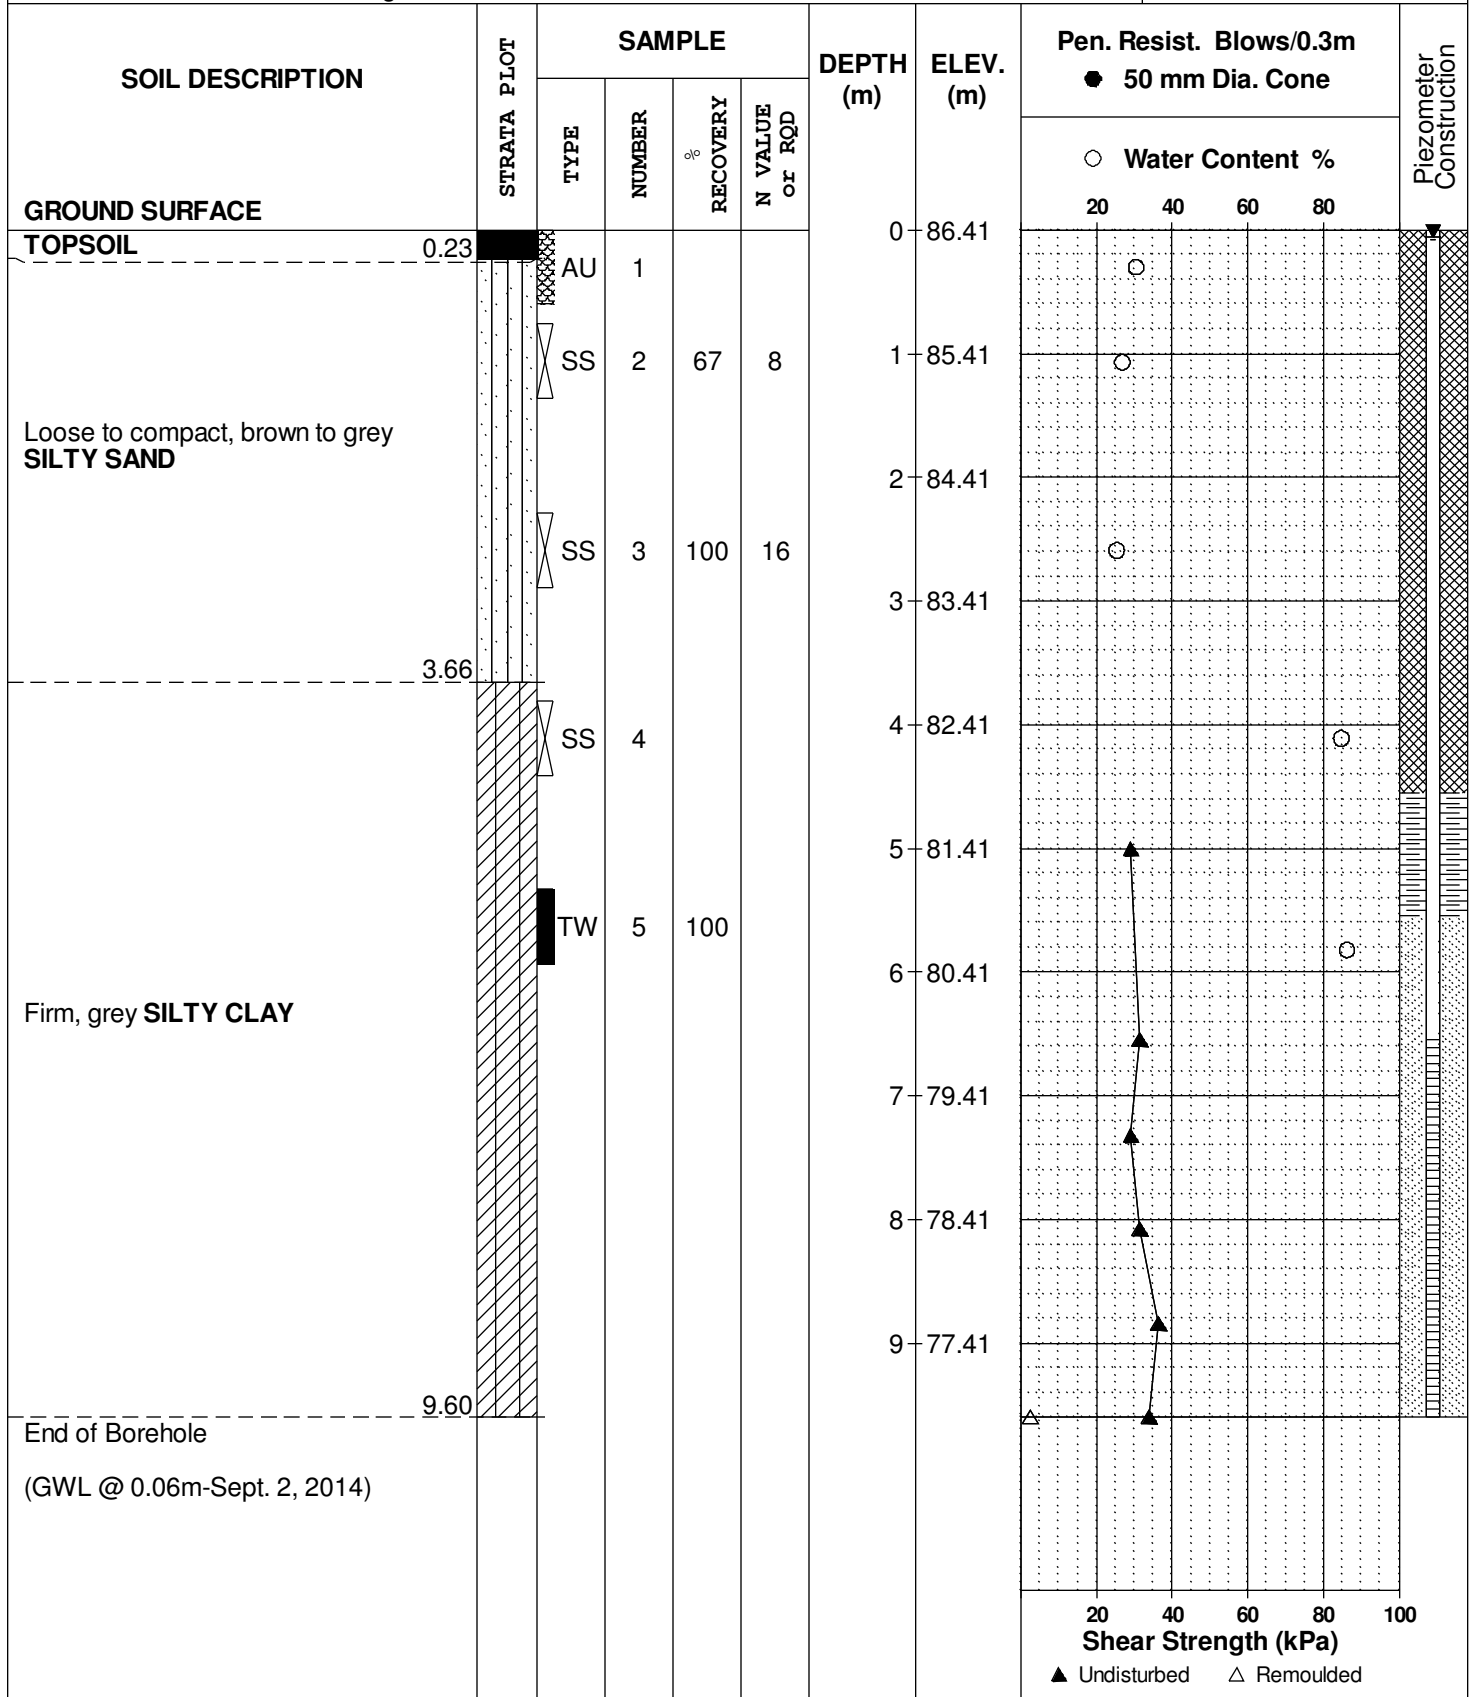 SOIL DESCRIPTION
GROUND SURFACE
STRATA PLOT
SAMPLE
TYPE
NUMBER
% RECOVERY
N VALUE or RQD
DEPTH (m)
ELEV. (m)
Pen. Resist. Blows/0.3m
● 50 mm Dia. Cone
○ Water Content %
20 40 60 80
Piezometer Construction
TOPSOIL 0.23
0 86.41
AU 1
SS 2 67 8
1 85.41
Loose to compact, brown to grey
SILTY SAND
2 84.41
SS 3 100 16
3 83.41
3.66
4 82.41
SS 4
5 81.41
TW 5 100
6 80.41
Firm, grey SILTY CLAY
7 79.41
8 78.41
9 77.41
9.60
End of Borehole
(GWL @ 0.06m-Sept. 2, 2014)
20 40 60 80 100
Shear Strength (kPa)
▲ Undisturbed △ Remoulded